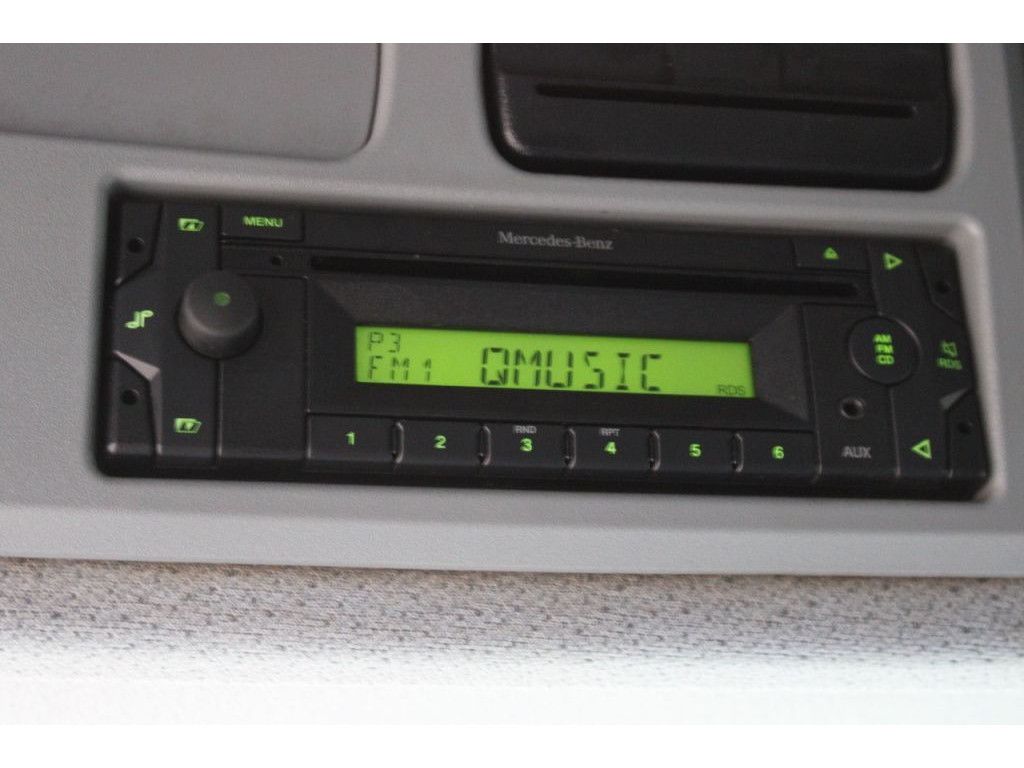 MENU
Mercedes-Benz
AM
FM
CD
RDS
P3
FM1 QMUSIC
RDS
RND
RPT
1 2 3 4 5 6
AUX